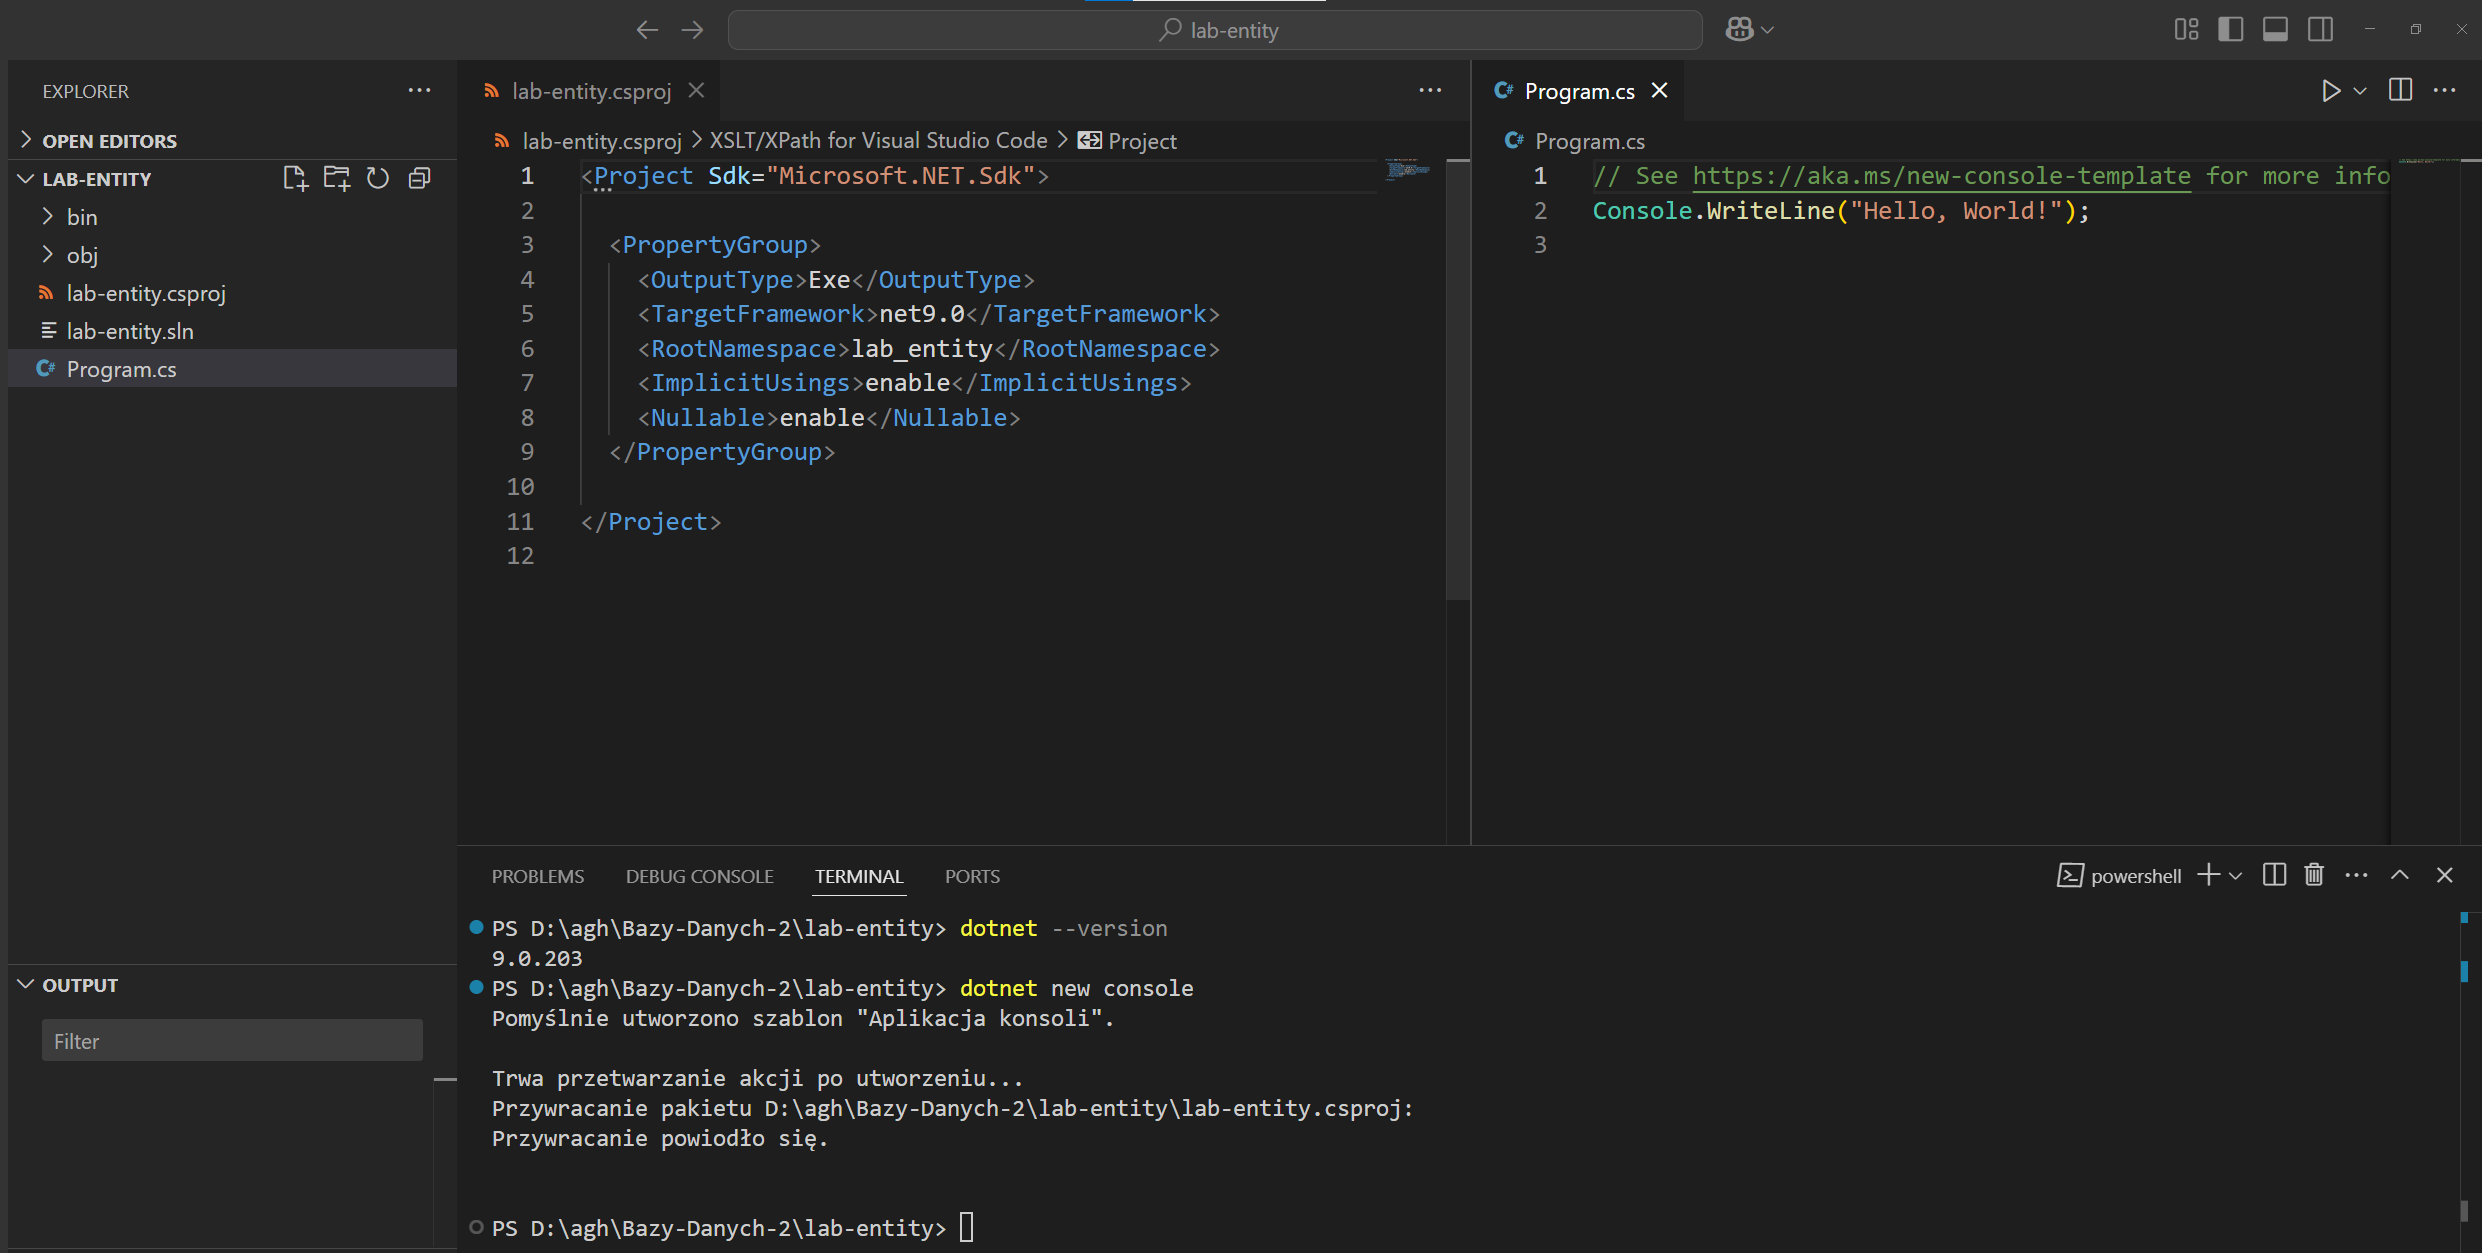 lab-entity
EXPLORER
OPEN EDITORS
LAB-ENTITY
bin
obj
lab-entity.csproj
lab-entity.sln
Program.cs
OUTPUT
Filter
lab-entity.csproj
lab-entity.csproj > XSLT/XPath for Visual Studio Code > Project
1 <Project Sdk="Microsoft.NET.Sdk">
2
3 <PropertyGroup>
4 <OutputType>Exe</OutputType>
5 <TargetFramework>net9.0</TargetFramework>
6 <RootNamespace>lab_entity</RootNamespace>
7 <ImplicitUsings>enable</ImplicitUsings>
8 <Nullable>enable</Nullable>
9 </PropertyGroup>
10
11 </Project>
12
Program.cs
Program.cs
1 // See https://aka.ms/new-console-template for more info
2 Console.WriteLine("Hello, World!");
3
PROBLEMS DEBUG CONSOLE TERMINAL PORTS
powershell
PS D:\agh\Bazy-Danych-2\lab-entity> dotnet --version
9.0.203
PS D:\agh\Bazy-Danych-2\lab-entity> dotnet new console
Pomyślnie utworzono szablon "Aplikacja konsoli".
Trwa przetwarzanie akcji po utworzeniu...
Przywracanie pakietu D:\agh\Bazy-Danych-2\lab-entity\lab-entity.csproj:
Przywracanie powiodło się.
PS D:\agh\Bazy-Danych-2\lab-entity>